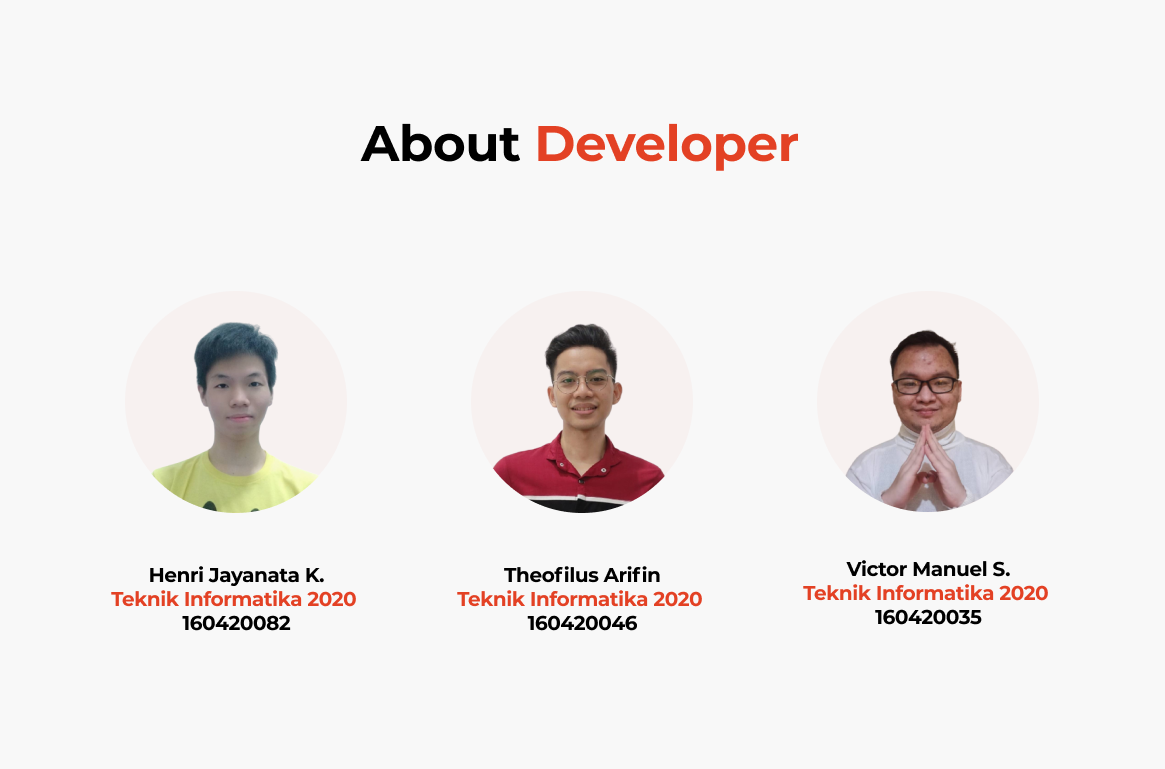 About Developer
Henri Jayanata K.
Teknik Informatika 2020
160420082
Theofilus Arifin
Teknik Informatika 2020
160420046
Victor Manuel S.
Teknik Informatika 2020
160420035